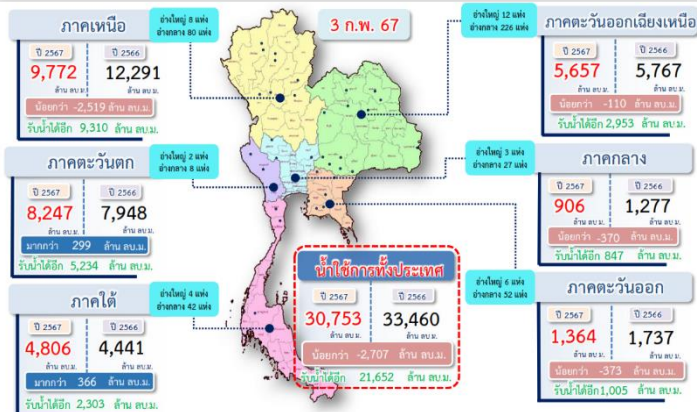 3 ก.พ. 67
ภาคเหนือ
ปี 2567 ปี 2566
9,772 12,291
ล้าน ลบ.ม. ล้าน ลบ.ม.
น้อยกว่า -2,519 ล้าน ลบ.ม.
รับน้ำได้อีก 9,310 ล้าน ลบ.ม.
อ่างใหญ่ 8 แห่ง
อ่างกลาง 80 แห่ง
อ่างใหญ่ 12 แห่ง
อ่างกลาง 226 แห่ง
ภาคตะวันออกเฉียงเหนือ
ปี 2567 ปี 2566
5,657 5,767
ล้าน ลบ.ม. ล้าน ลบ.ม.
น้อยกว่า -110 ล้าน ลบ.ม.
รับน้ำได้อีก 2,953 ล้าน ลบ.ม.
ภาคตะวันตก
ปี 2567 ปี 2566
8,247 7,948
ล้าน ลบ.ม. ล้าน ลบ.ม.
มากกว่า 299 ล้าน ลบ.ม.
รับน้ำได้อีก 5,234 ล้าน ลบ.ม.
อ่างใหญ่ 2 แห่ง
อ่างกลาง 8 แห่ง
อ่างใหญ่ 3 แห่ง
อ่างกลาง 27 แห่ง
ภาคกลาง
ปี 2567 ปี 2566
906 1,277
ล้าน ลบ.ม. ล้าน ลบ.ม.
น้อยกว่า -370 ล้าน ลบ.ม.
รับน้ำได้อีก 847 ล้าน ลบ.ม.
ภาคใต้
ปี 2567 ปี 2566
4,806 4,441
ล้าน ลบ.ม. ล้าน ลบ.ม.
มากกว่า 366 ล้าน ลบ.ม.
รับน้ำได้อีก 2,303 ล้าน ลบ.ม.
อ่างใหญ่ 4 แห่ง
อ่างกลาง 42 แห่ง
น้ำใช้การทั้งประเทศ
ปี 2567 ปี 2566
30,753 33,460
ล้าน ลบ.ม. ล้าน ลบ.ม.
น้อยกว่า -2,707 ล้าน ลบ.ม.
รับน้ำได้อีก 21,652 ล้าน ลบ.ม.
อ่างใหญ่ 6 แห่ง
อ่างกลาง 52 แห่ง
ภาคตะวันออก
ปี 2567 ปี 2566
1,364 1,737
ล้าน ลบ.ม. ล้าน ลบ.ม.
น้อยกว่า -373 ล้าน ลบ.ม.
รับน้ำได้อีก1,005 ล้าน ลบ.ม.